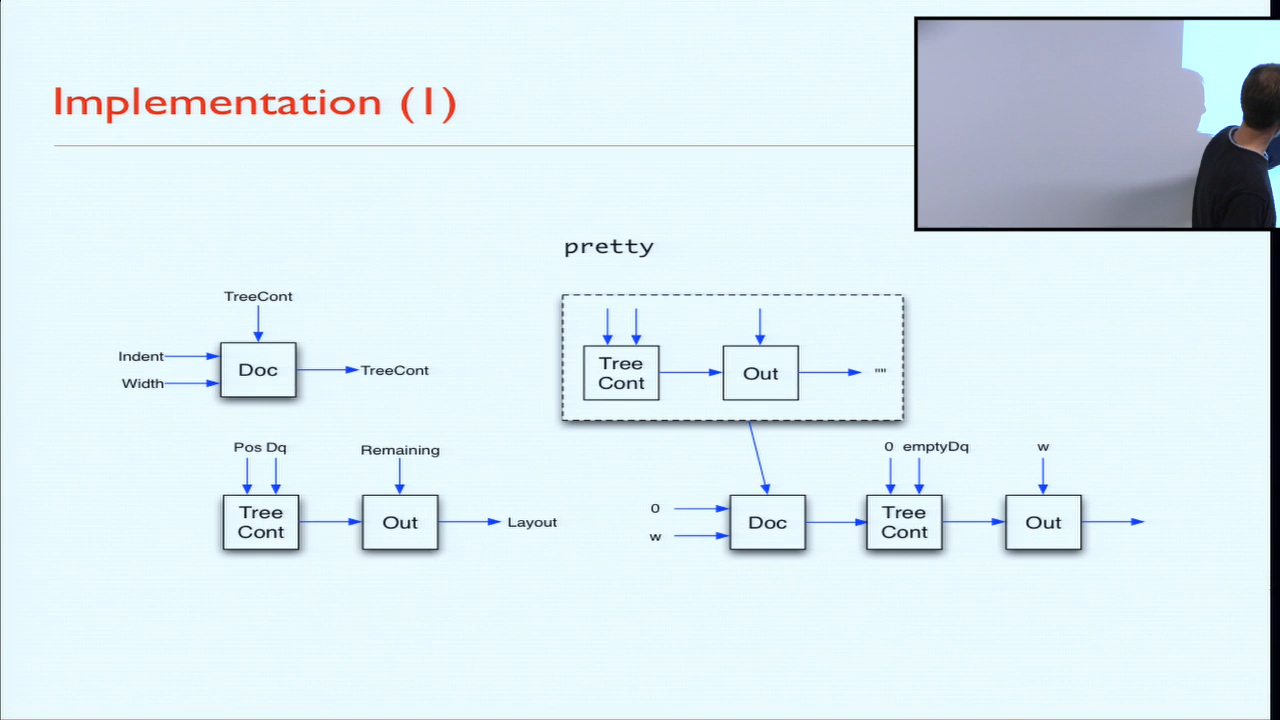 Implementation (1)
pretty
TreeCont
Indent
Width
Doc
TreeCont
Tree
Cont
Out
""
Pos Dq
Remaining
Tree
Cont
Out
Layout
0
w
Doc
0 emptyDq
Tree
Cont
w
Out